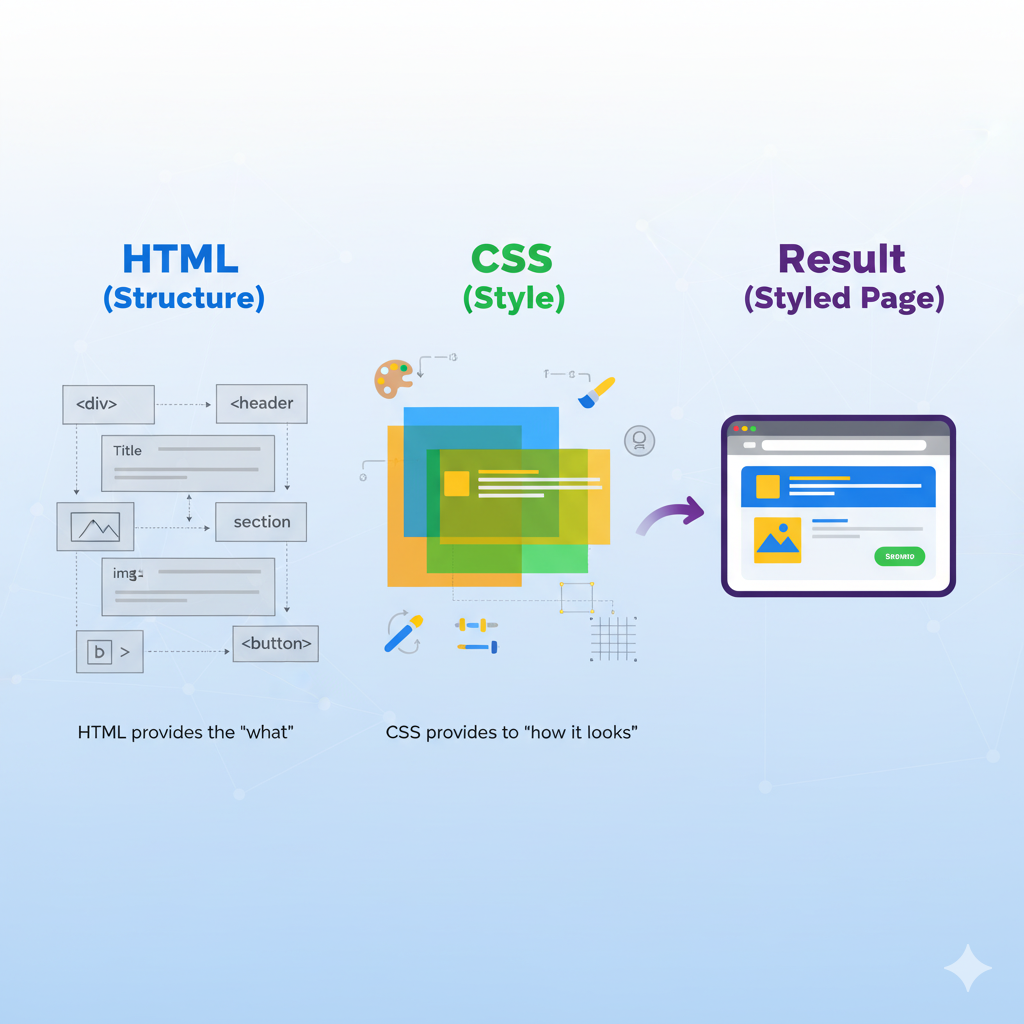 HTML
(Structure)
CSS
(Style)
Result
(Styled Page)
<div>
<header
Title
section
img
b >
<button>
HTML provides the "what"
CSS provides to “how it looks”